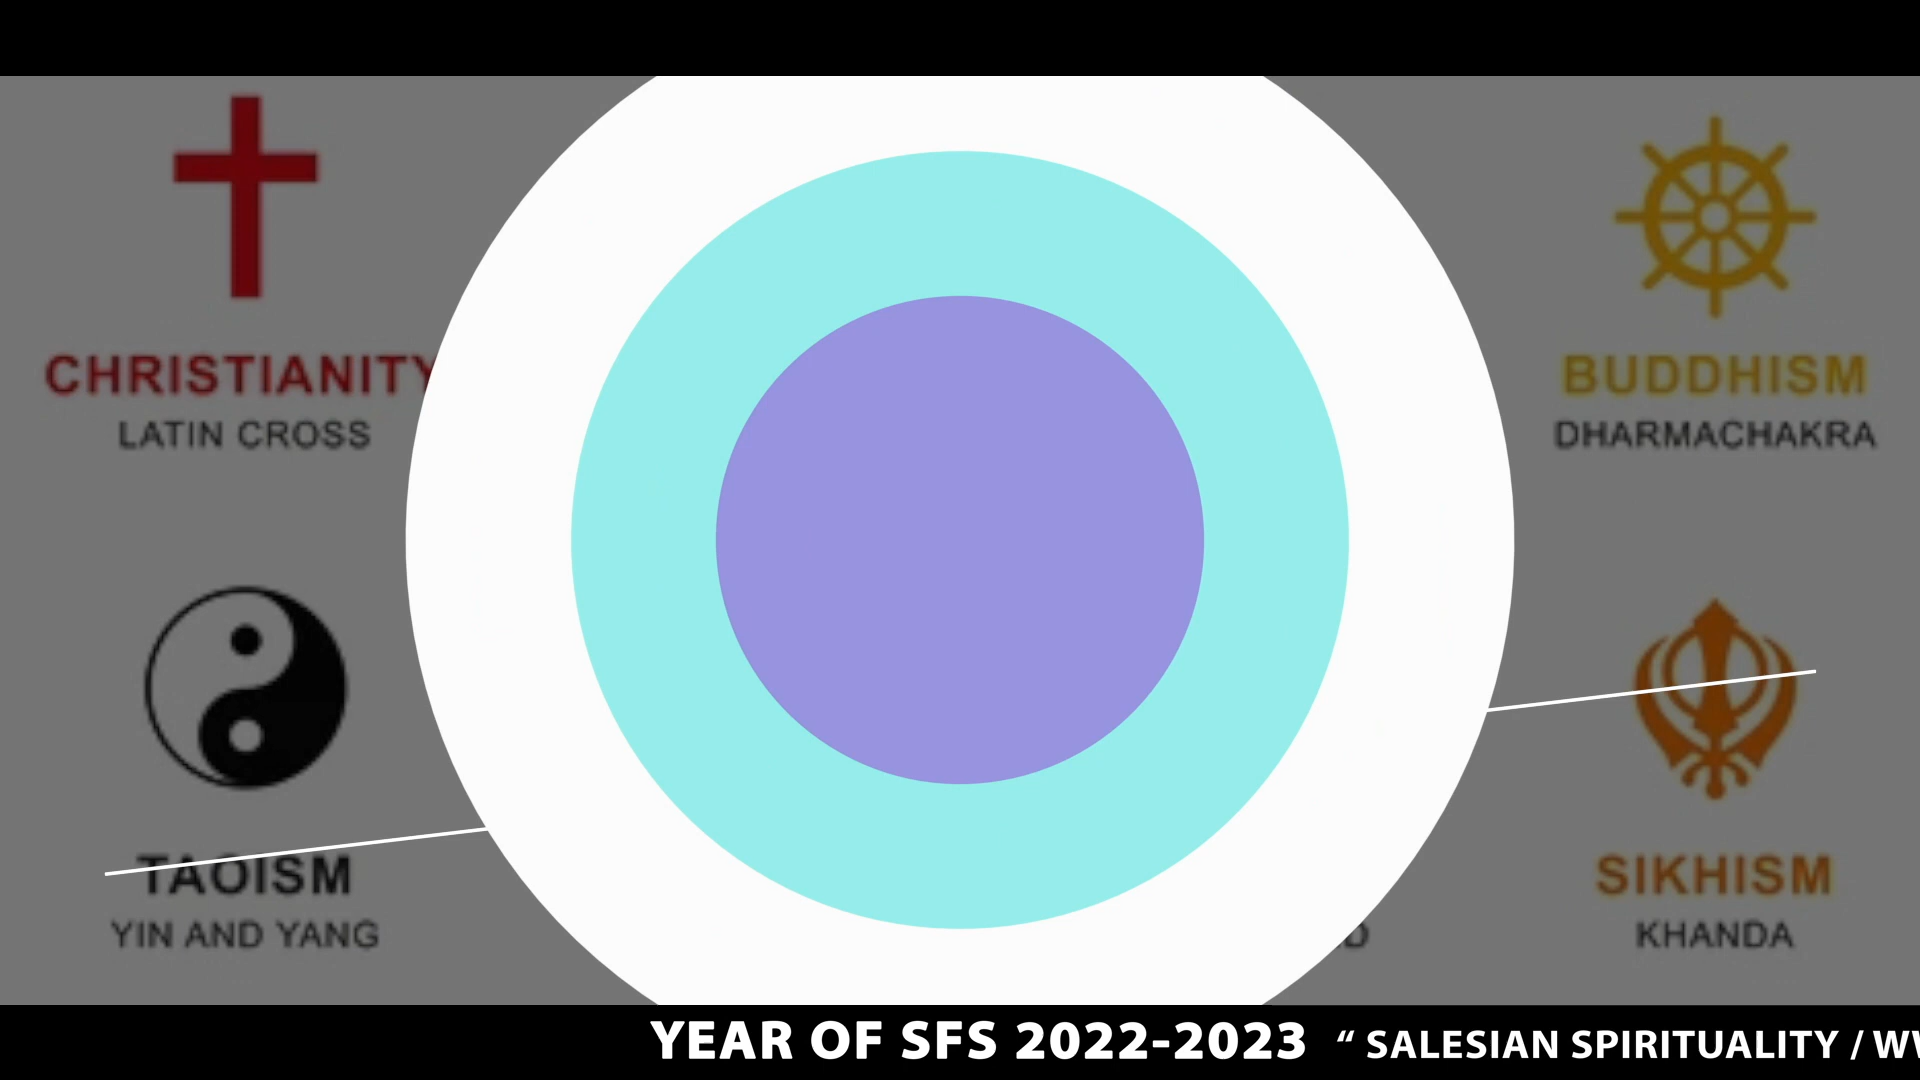 CHRISTIANITY
LATIN CROSS
BUDDHISM
DHARMACHAKRA
TAOISM
YIN AND YANG
SIKHISM
KHANDA
YEAR OF SFS 2022-2023 “ SALESIAN SPIRITUALITY /